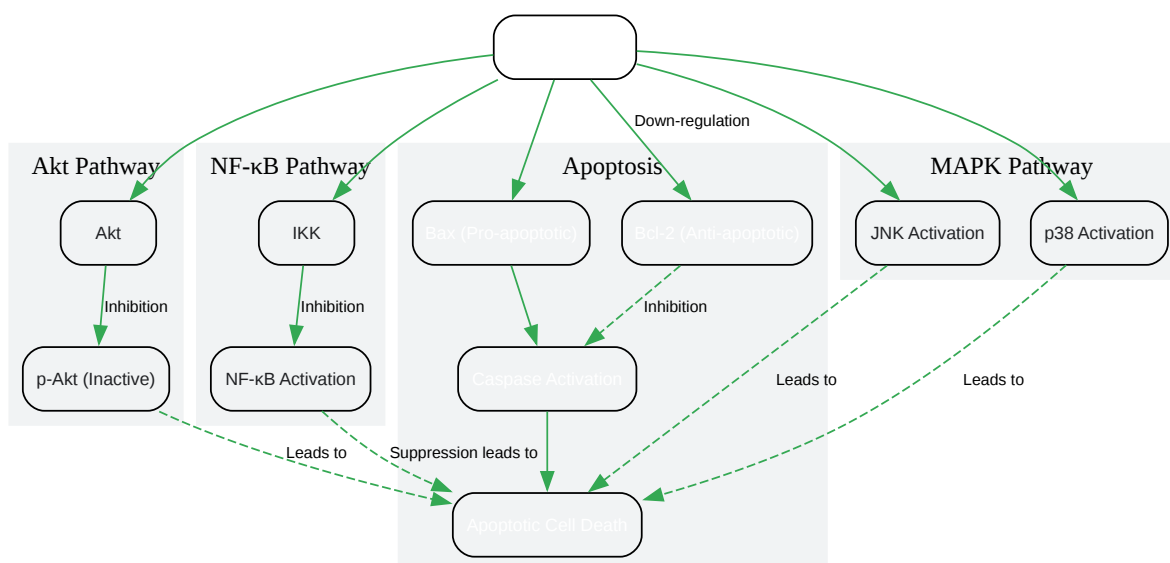 Down-regulation
Akt Pathway
NF-κB Pathway
Apoptosis
MAPK Pathway
Akt
IKK
Bax (Pro-apoptotic)
Bcl-2 (Anti-apoptotic)
JNK Activation
p38 Activation
Inhibition
Inhibition
Inhibition
p-Akt (Inactive)
NF-κB Activation
Caspase Activation
Leads to
Leads to
Leads to
Suppression leads to
Apoptotic Cell Death